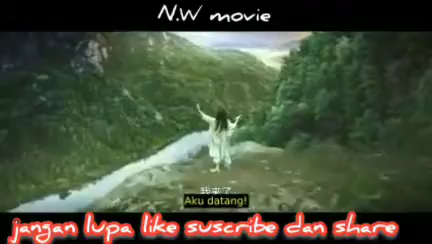 N.W movie
我来了
Aku datang!
jangan lupa like suscribe dan share